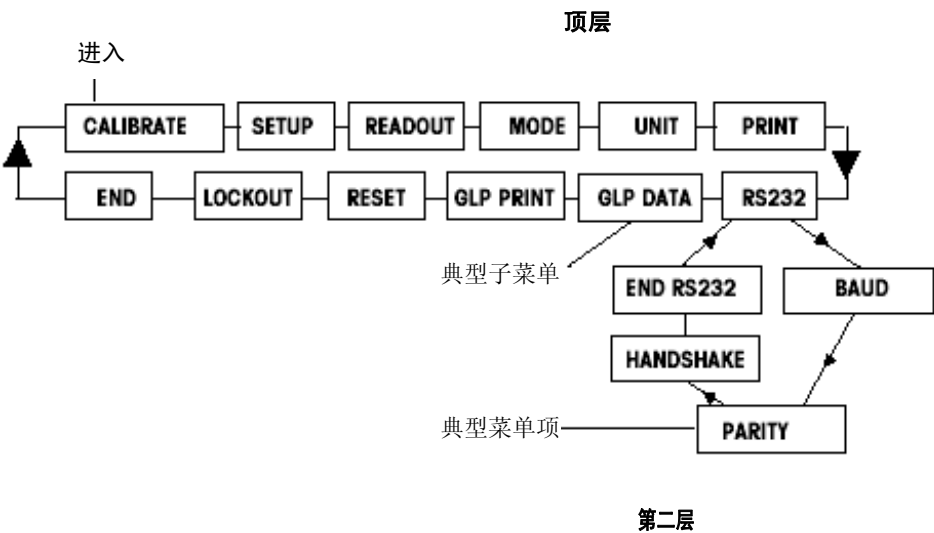 顶层
进入
CALIBRATE
SETUP
READOUT
MODE
UNIT
PRINT
END
LOCKOUT
RESET
GLP PRINT
GLP DATA
RS232
典型子菜单
END RS232
BAUD
HANDSHAKE
典型菜单项
PARITY
第二层